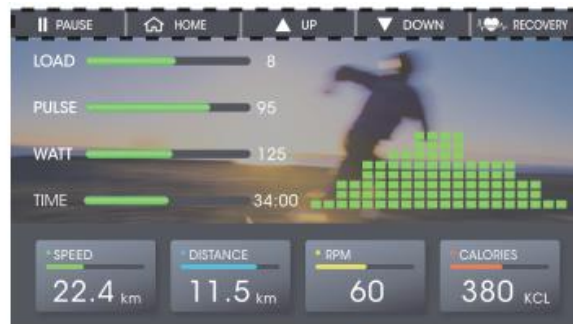 PAUSE HOME UP DOWN RECOVERY
LOAD 8
PULSE 95
WATT 125
TIME 34:00
SPEED DISTANCE RPM CALORIES
22.4 km 11.5 km 60 380 KCL